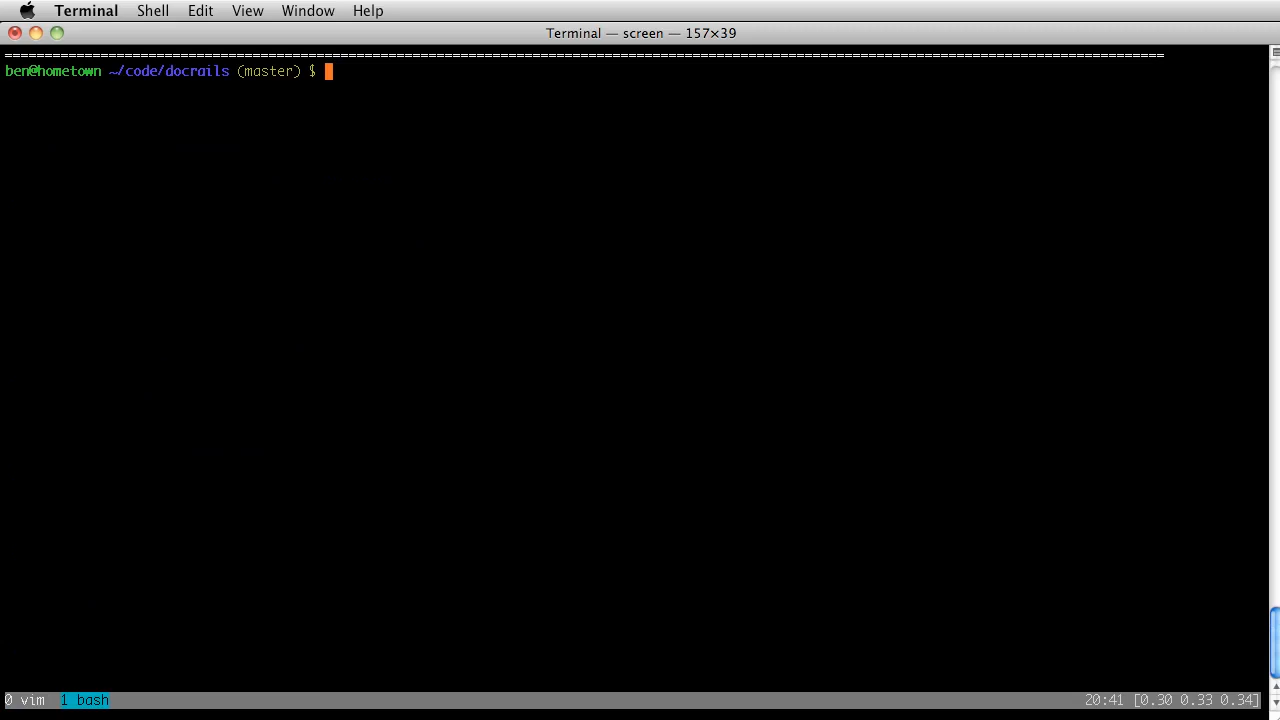 Terminal Shell Edit View Window Help
Terminal — screen — 157×39
ben@hometown ~/code/docrails (master) $
0 vim 1 bash 20:41 [0.30 0.33 0.34]